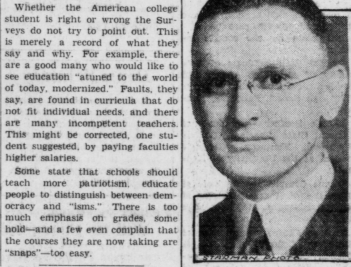 Whether the American college
student is right or wrong the Sur-
veys do not try to point out. This
is merely a record of what they
say and why. For example, there
are a good many who would like to
see education "atuned to the world
of today, modernized." Faults, they
say, are found in curricula that do
not fit individual needs, and there
are many incompetent teachers.
This might be corrected, one stu-
dent suggested, by paying faculties
higher salaries.
Some state that schools should
teach more patriotism, educate
people to distinguish between dem-
ocracy and "isms." There is too
much emphasis on grades, some
hold—and a few even complain that
the courses they are now taking are
"snaps"—too easy.
STADMAN PHOTO